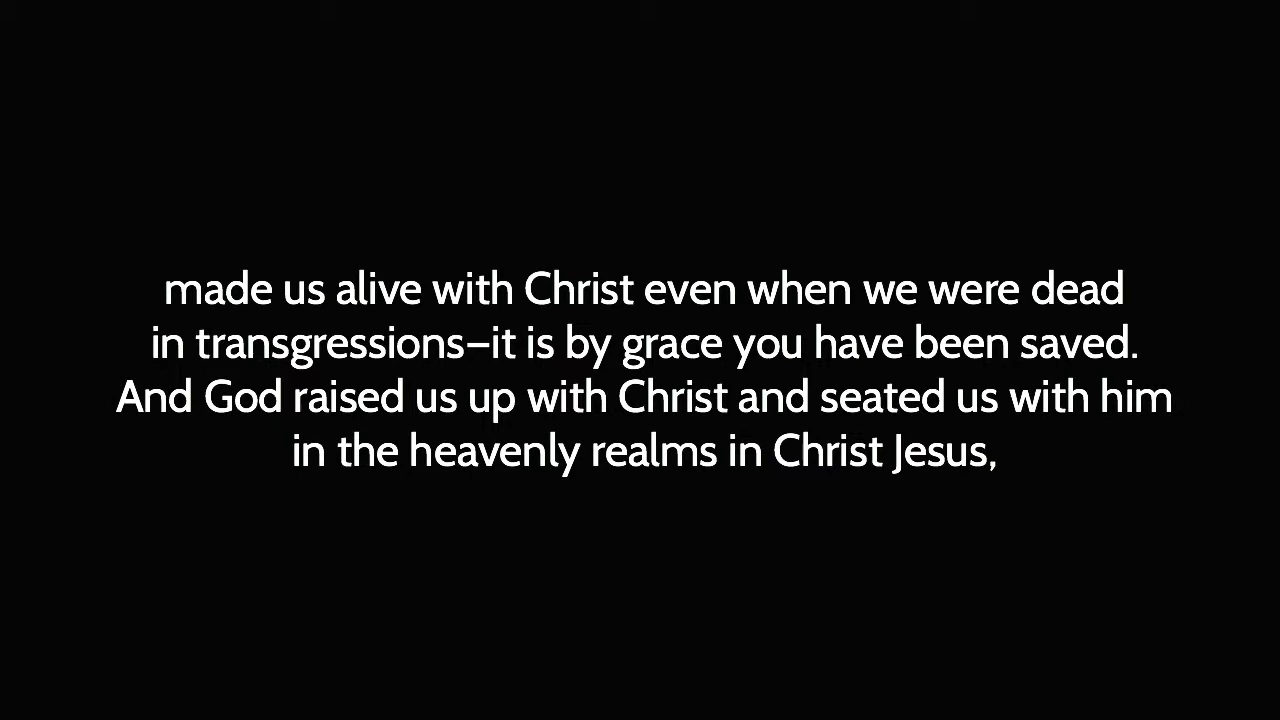 made us alive with Christ even when we were dead
in transgressions–it is by grace you have been saved.
And God raised us up with Christ and seated us with him
in the heavenly realms in Christ Jesus,